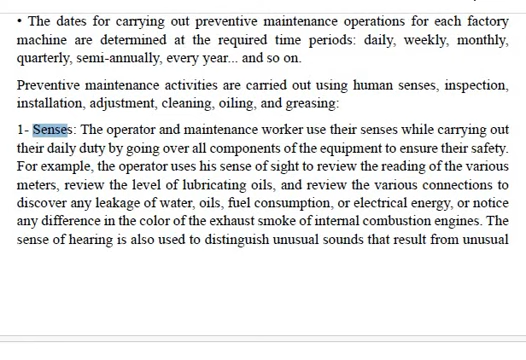 • The dates for carrying out preventive maintenance operations for each factory
machine are determined at the required time periods: daily, weekly, monthly,
quarterly, semi-annually, every year... and so on.
Preventive maintenance activities are carried out using human senses, inspection,
installation, adjustment, cleaning, oiling, and greasing:
1- Senses: The operator and maintenance worker use their senses while carrying out
their daily duty by going over all components of the equipment to ensure their safety.
For example, the operator uses his sense of sight to review the reading of the various
meters, review the level of lubricating oils, and review the various connections to
discover any leakage of water, oils, fuel consumption, or electrical energy, or notice
any difference in the color of the exhaust smoke of internal combustion engines. The
sense of hearing is also used to distinguish unusual sounds that result from unusual